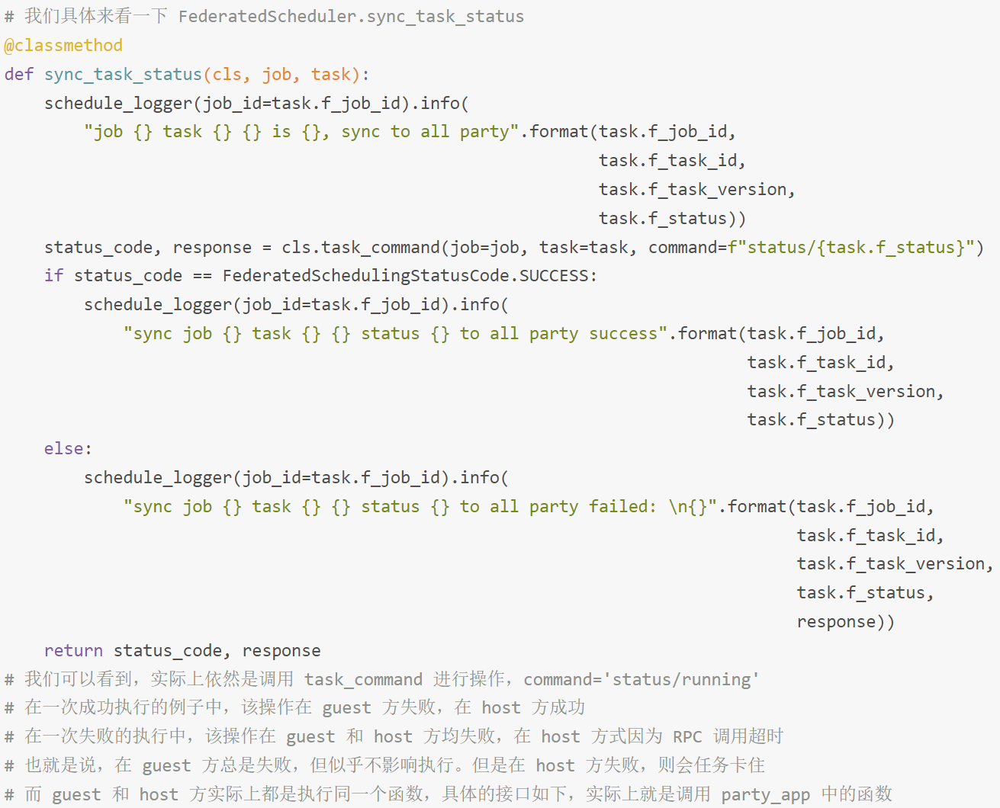 # 我们具体来看一下 FederatedScheduler.sync_task_status
@classmethod
def sync_task_status(cls, job, task):
    schedule_logger(job_id=task.f_job_id).info(
        "job {} task {} {} is {}, sync to all party".format(task.f_job_id,
                                                            task.f_task_id,
                                                            task.f_task_version,
                                                            task.f_status))
    status_code, response = cls.task_command(job=job, task=task, command=f"status/{task.f_status}")
    if status_code == FederatedSchedulingStatusCode.SUCCESS:
        schedule_logger(job_id=task.f_job_id).info(
            "sync job {} task {} {} status {} to all party success".format(task.f_job_id,
                                                                           task.f_task_id,
                                                                           task.f_task_version,
                                                                           task.f_status))
    else:
        schedule_logger(job_id=task.f_job_id).info(
            "sync job {} task {} {} status {} to all party failed: \n{}".format(task.f_job_id,
                                                                                task.f_task_id,
                                                                                task.f_task_version,
                                                                                task.f_status,
                                                                                response))
    return status_code, response
# 我们可以看到，实际上依然是调用 task_command 进行操作，command='status/running'
# 在一次成功执行的例子中，该操作在 guest 方失败，在 host 方成功
# 在一次失败的执行中，该操作在 guest 和 host 方均失败，在 host 方式因为 RPC 调用超时
# 也就是说，在 guest 方总是失败，但似乎不影响执行。但是在 host 方失败，则会任务卡住
# 而 guest 和 host 方实际上都是执行同一个函数，具体的接口如下，实际上就是调用 party_app 中的函数